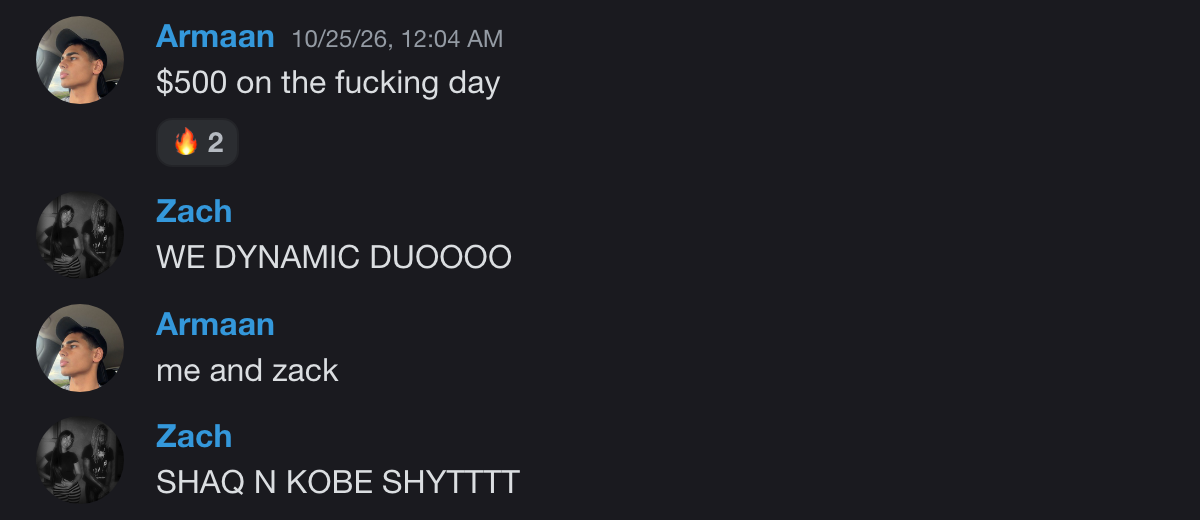 Armaan 10/25/26, 12:04 AM
$500 on the fucking day
🔥 2
Zach
WE DYNAMIC DUOOOO
Armaan
me and zack
Zach
SHAQ N KOBE SHYTTTT